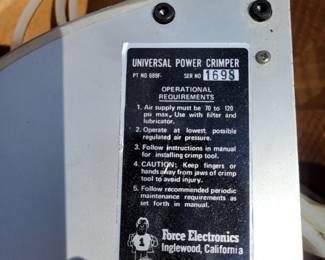 UNIVERSAL POWER CRIMPER
PT NO 689F- SER NO 1698
OPERATIONAL
REQUIREMENTS
1. Air supply must be 70 to 120
psi max. Use with filter and
lubricator.
2. Operate at lowest possible
regulated air pressure.
3. Follow instructions in manual
for installing crimp tool.
4. CAUTION: Keep fingers or
hands away from jaws of crimp
tool to avoid injury.
5. Follow recommended periodic
maintenance requirements as
set forth in manual.
1
Force Electronics
Inglewood, California